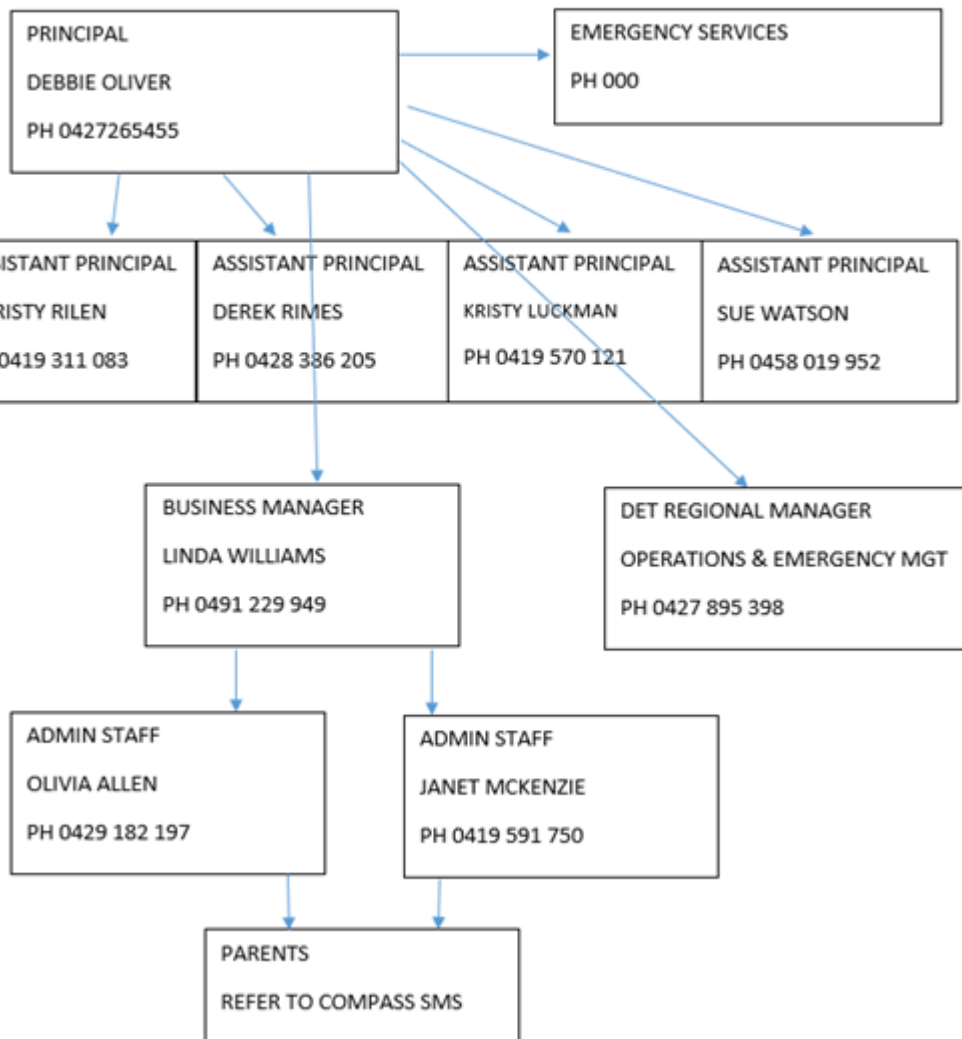 PRINCIPAL
DEBBIE OLIVER
PH 0427265455
EMERGENCY SERVICES
PH 000
SISTANT PRINCIPAL
RISTY RILEN
0419 311 083
ASSISTANT PRINCIPAL
DEREK RIMES
PH 0428 386 205
ASSISTANT PRINCIPAL
KRISTY LUCKMAN
PH 0419 570 121
ASSISTANT PRINCIPAL
SUE WATSON
PH 0458 019 952
BUSINESS MANAGER
LINDA WILLIAMS
PH 0491 229 949
DET REGIONAL MANAGER
OPERATIONS & EMERGENCY MGT
PH 0427 895 398
ADMIN STAFF
OLIVIA ALLEN
PH 0429 182 197
ADMIN STAFF
JANET MCKENZIE
PH 0419 591 750
PARENTS
REFER TO COMPASS SMS